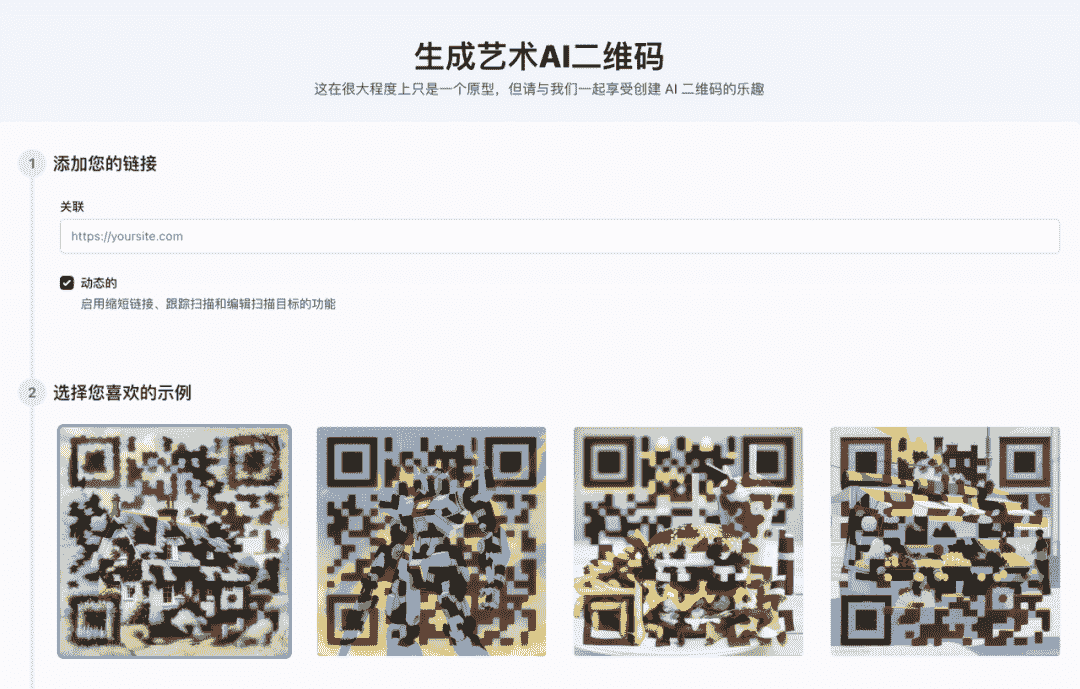 生成艺术AI二维码
这在很大程度上只是一个原型，但请与我们一起享受创建 AI 二维码的乐趣
1 添加您的链接
关联
https://yoursite.com
动态的
启用缩短链接、跟踪扫描和编辑扫描目标的功能
2 选择您喜欢的示例